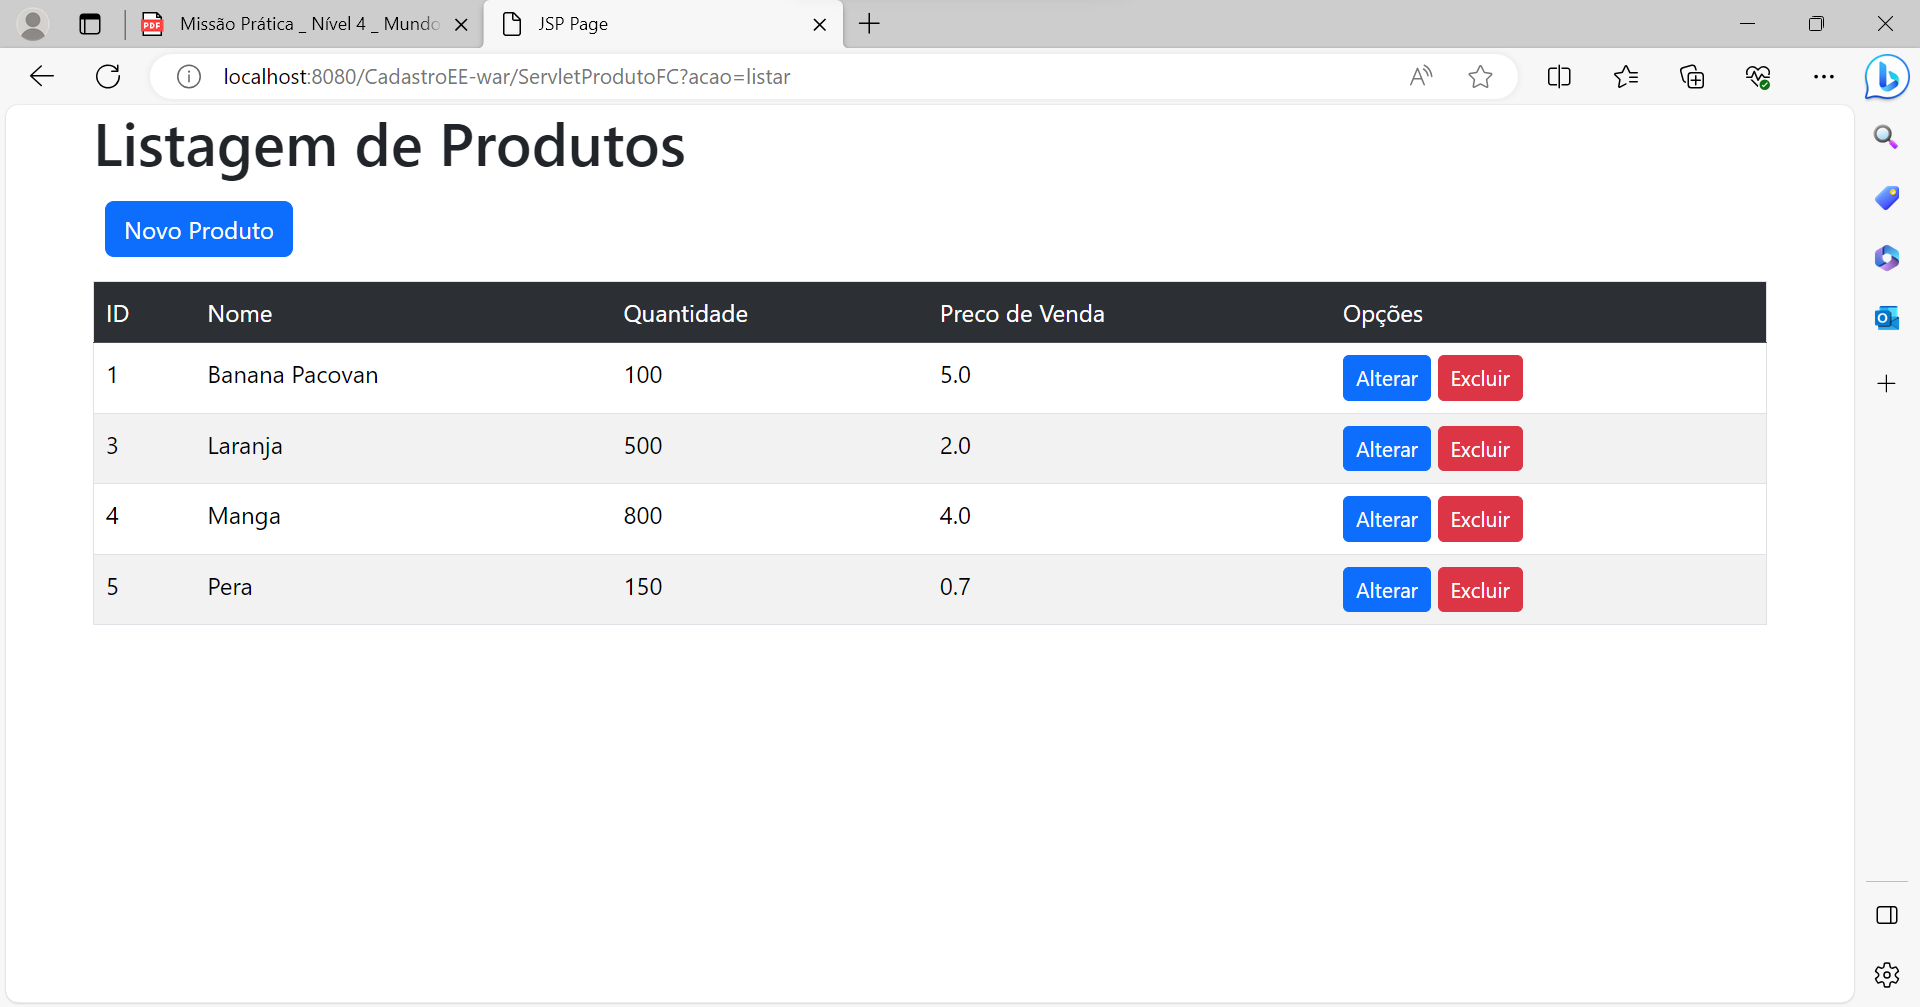 Missão Prática _ Nível 4 _ Mundo
JSP Page
localhost:8080/CadastroEE-war/ServletProdutoFC?acao=listar
Listagem de Produtos
Novo Produto
ID Nome Quantidade Preco de Venda Opções
1 Banana Pacovan 100 5.0 Alterar Excluir
3 Laranja 500 2.0 Alterar Excluir
4 Manga 800 4.0 Alterar Excluir
5 Pera 150 0.7 Alterar Excluir